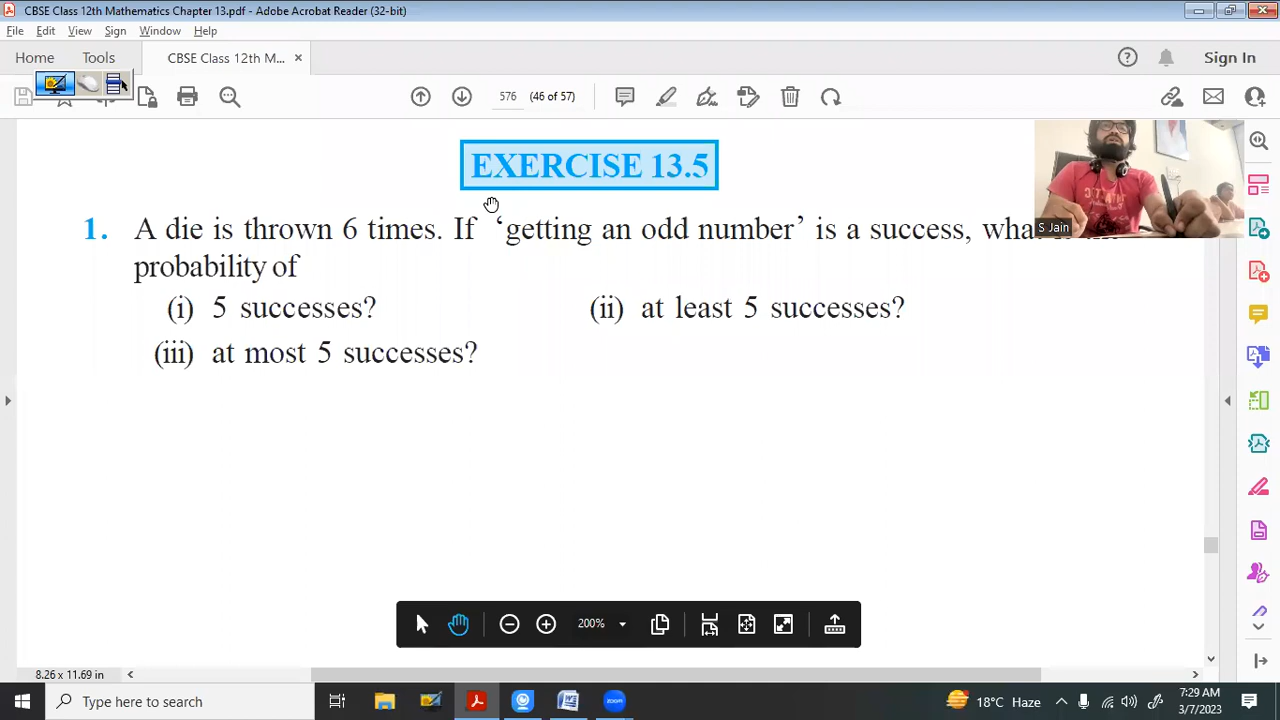 CBSE Class 12th Mathematics Chapter 13.pdf - Adobe Acrobat Reader (32-bit)
File Edit View Sign Window Help
Home Tools CBSE Class 12th M... × Sign In
576 (46 of 57)
EXERCISE 13.5
1. A die is thrown 6 times. If ‘getting an odd number’ is a success,
probability of
(i) 5 successes? (ii) at least 5 successes?
(iii) at most 5 successes?
S Jain
200%
8.26 x 11.69 in
Type here to search
zoom
18°C Haze
7:29 AM
3/7/2023